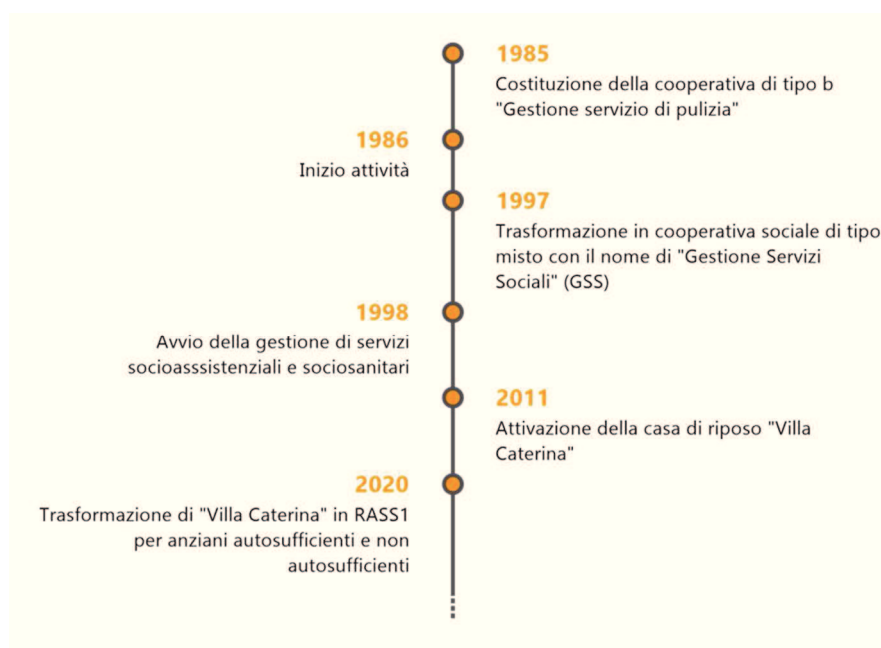 1985
Costituzione della cooperativa di tipo b
"Gestione servizio di pulizia"
1986
Inizio attività
1997
Trasformazione in cooperativa sociale di tipo
misto con il nome di "Gestione Servizi
Sociali" (GSS)
1998
Avvio della gestione di servizi
socioasssistenziali e sociosanitari
2011
Attivazione della casa di riposo "Villa
Caterina"
2020
Trasformazione di "Villa Caterina" in RASS1
per anziani autosufficienti e non
autosufficienti